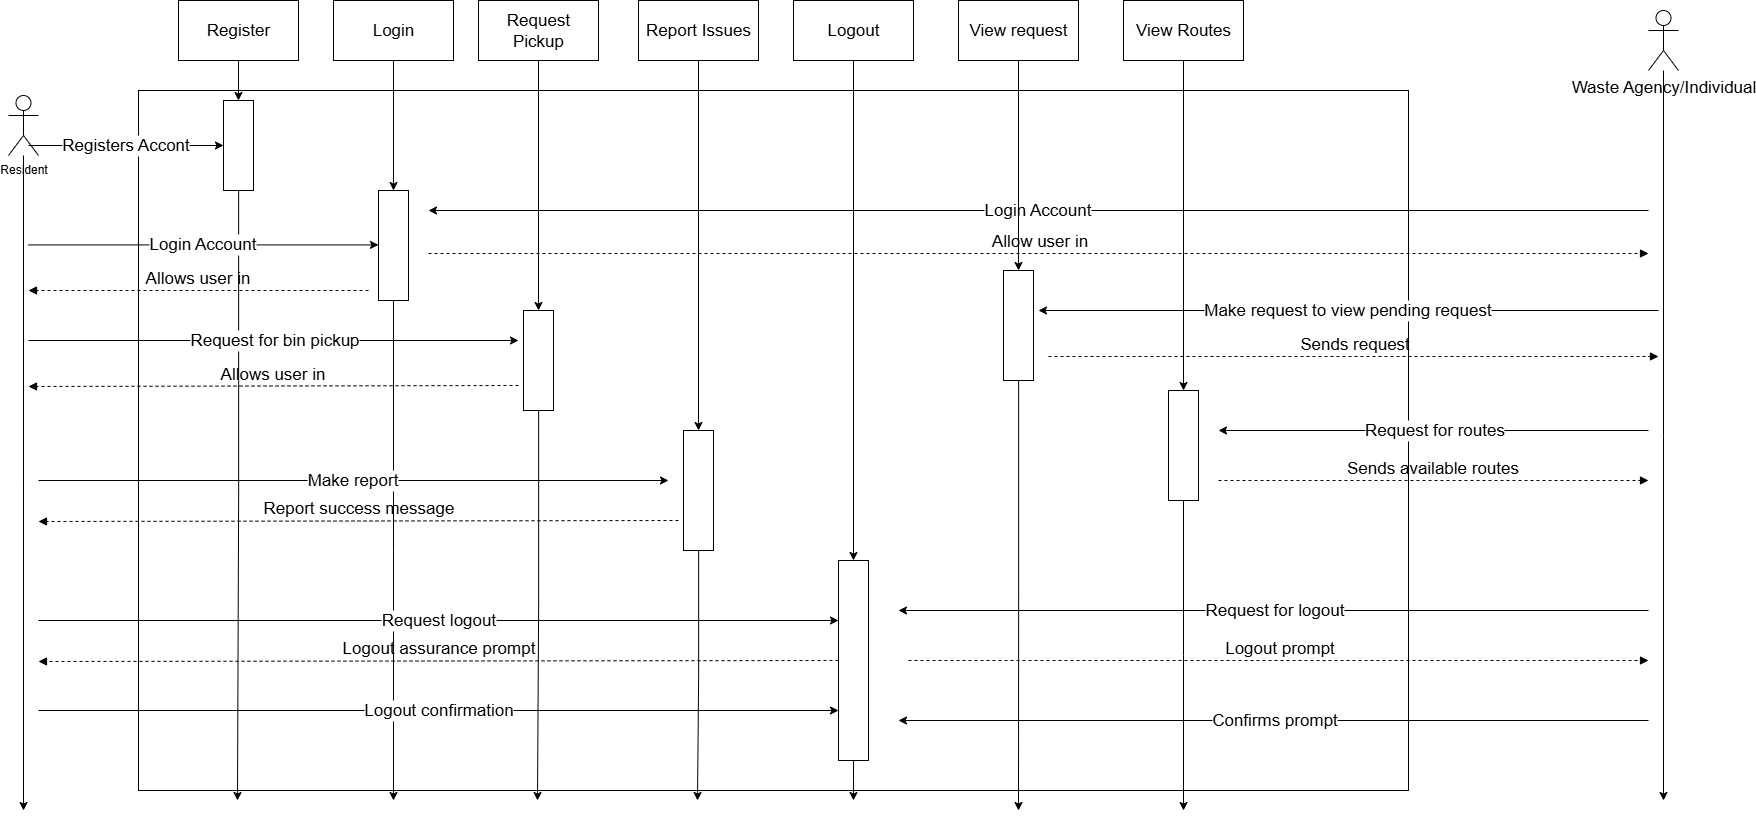 Register
Login
Request
Pickup
Report Issues
Logout
View request
View Routes
Waste Agency/Individual
Registers Accont
Resident
Login Account
Login Account
Allow user in
Allows user in
Make request to view pending request
Request for bin pickup
Sends request
Allows user in
Request for routes
Sends available routes
Make report
Report success message
Request for logout
Request logout
Logout assurance prompt
Logout prompt
Logout confirmation
Confirms prompt